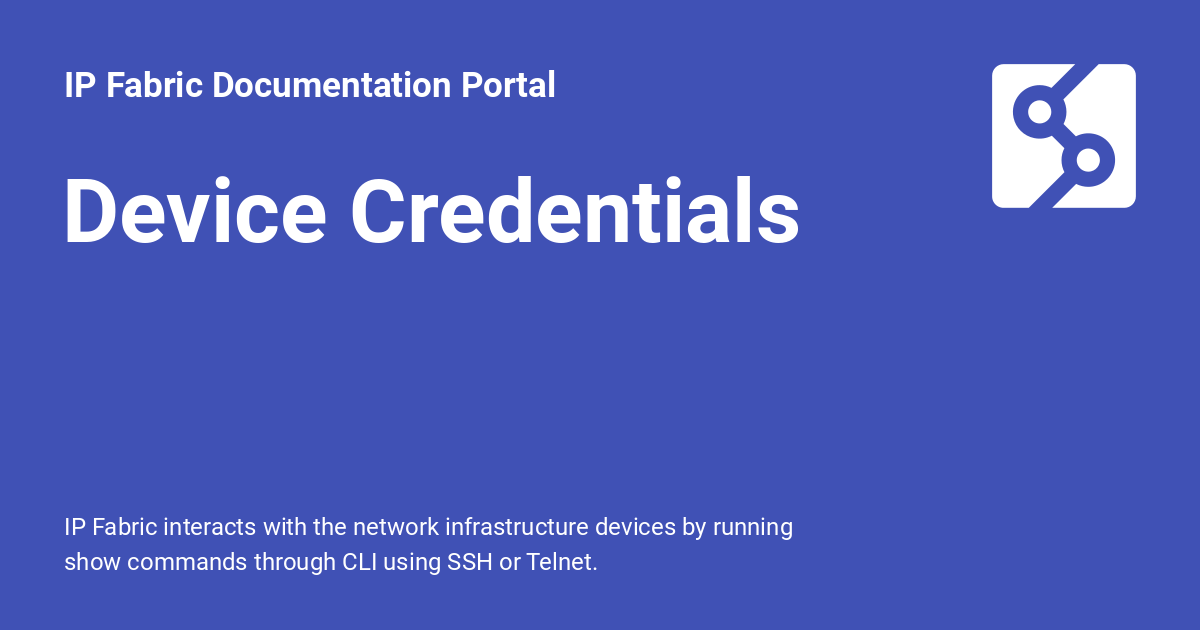 IP Fabric Documentation Portal
Device Credentials
IP Fabric interacts with the network infrastructure devices by running
show commands through CLI using SSH or Telnet.